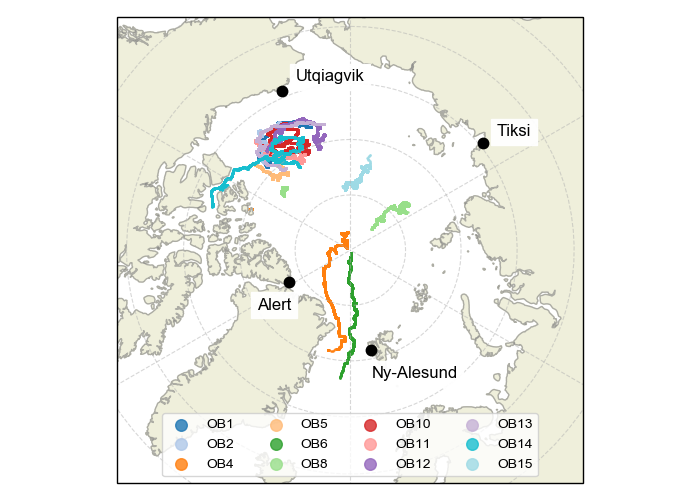 Utqiagvik
Tiksi
Alert
Ny-Alesund
OB1 OB5 OB10 OB13
OB2 OB6 OB11 OB14
OB4 OB8 OB12 OB15